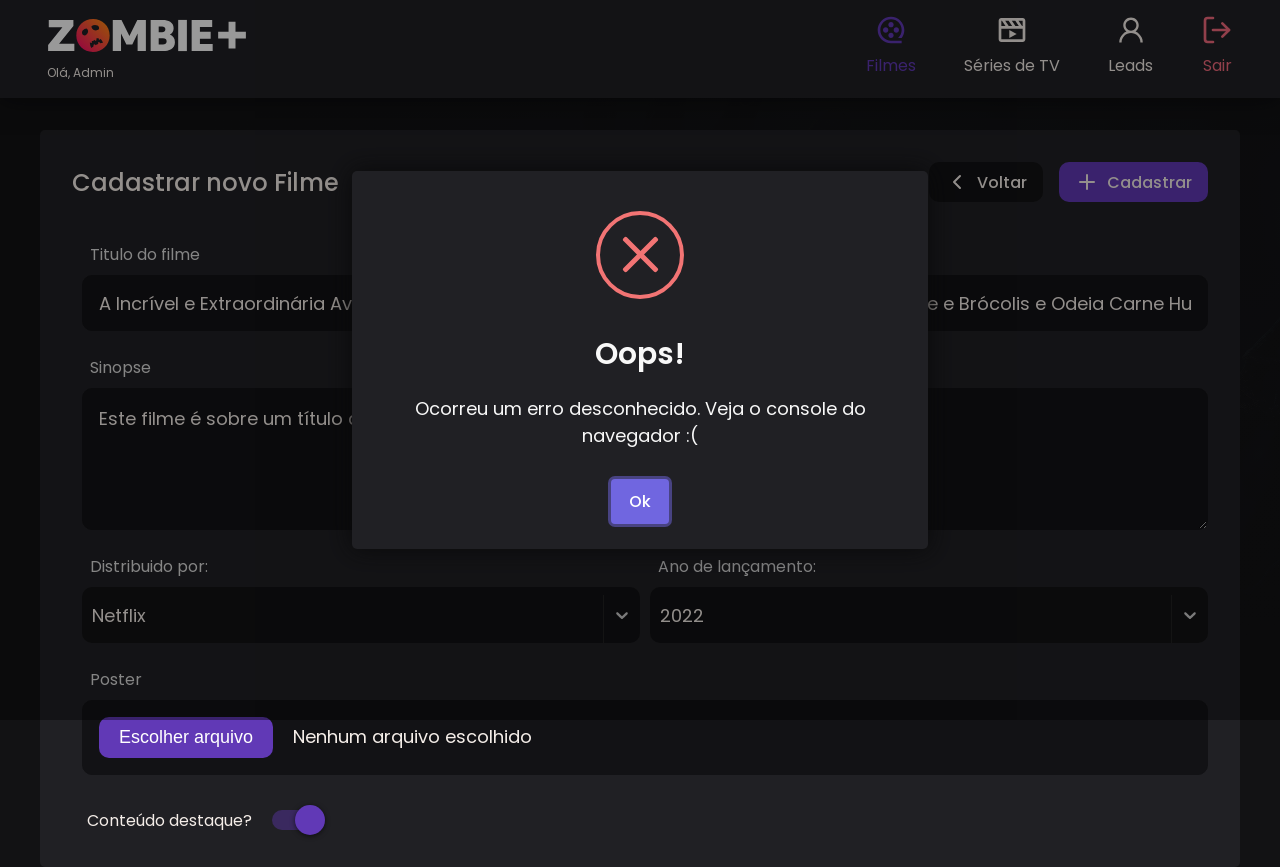 ZOMBIE+
Olá, Admin
Filmes
Séries de TV
Leads
Sair
Cadastrar novo Filme
Voltar
Cadastrar
Titulo do filme
A Incrível e Extraordinária Av
e e Brócolis e Odeia Carne Hu
Sinopse
Este filme é sobre um título
Oops!
Ocorreu um erro desconhecido. Veja o console do
navegador :(
Ok
Distribuido por:
Ano de lançamento:
Netflix
2022
Poster
Escolher arquivo
Nenhum arquivo escolhido
Conteúdo destaque?